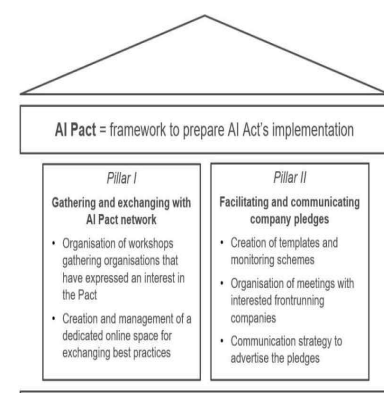 AI Pact = framework to prepare AI Act's implementation
Pillar I
Gathering and exchanging with
AI Pact network
• Organisation of workshops
gathering organisations that
have expressed an interest in
the Pact
• Creation and management of a
dedicated online space for
exchanging best practices
Pillar II
Facilitating and communicating
company pledges
• Creation of templates and
monitoring schemes
• Organisation of meetings with
interested frontrunning
companies
• Communication strategy to
advertise the pledges